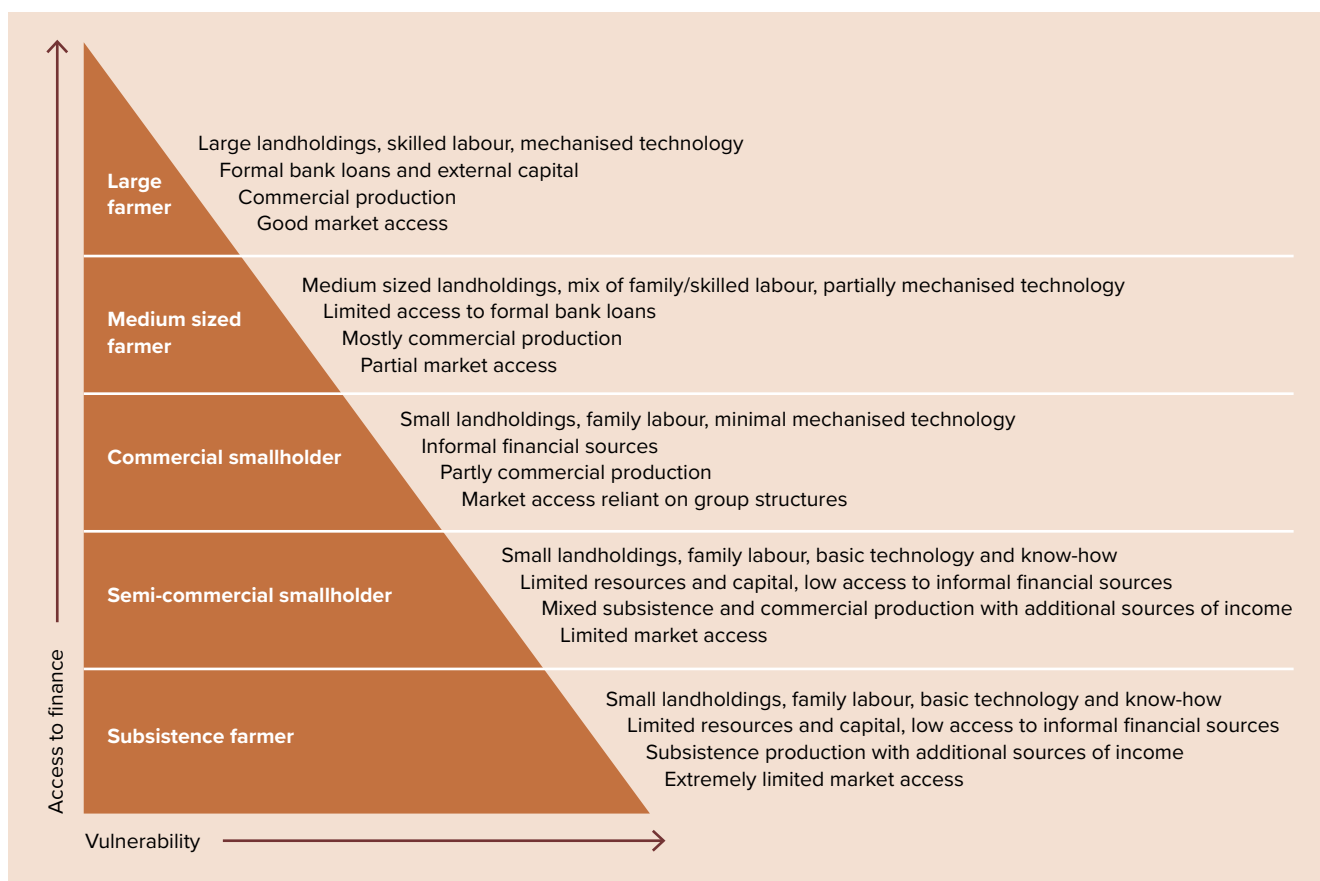 Access to finance
Large
farmer
Large landholdings, skilled labour, mechanised technology
Formal bank loans and external capital
Commercial production
Good market access
Medium sized
farmer
Medium sized landholdings, mix of family/skilled labour, partially mechanised technology
Limited access to formal bank loans
Mostly commercial production
Partial market access
Commercial smallholder
Small landholdings, family labour, minimal mechanised technology
Informal financial sources
Partly commercial production
Market access reliant on group structures
Semi-commercial smallholder
Small landholdings, family labour, basic technology and know-how
Limited resources and capital, low access to informal financial sources
Mixed subsistence and commercial production with additional sources of income
Limited market access
Subsistence farmer
Small landholdings, family labour, basic technology and know-how
Limited resources and capital, low access to informal financial sources
Subsistence production with additional sources of income
Extremely limited market access
Vulnerability